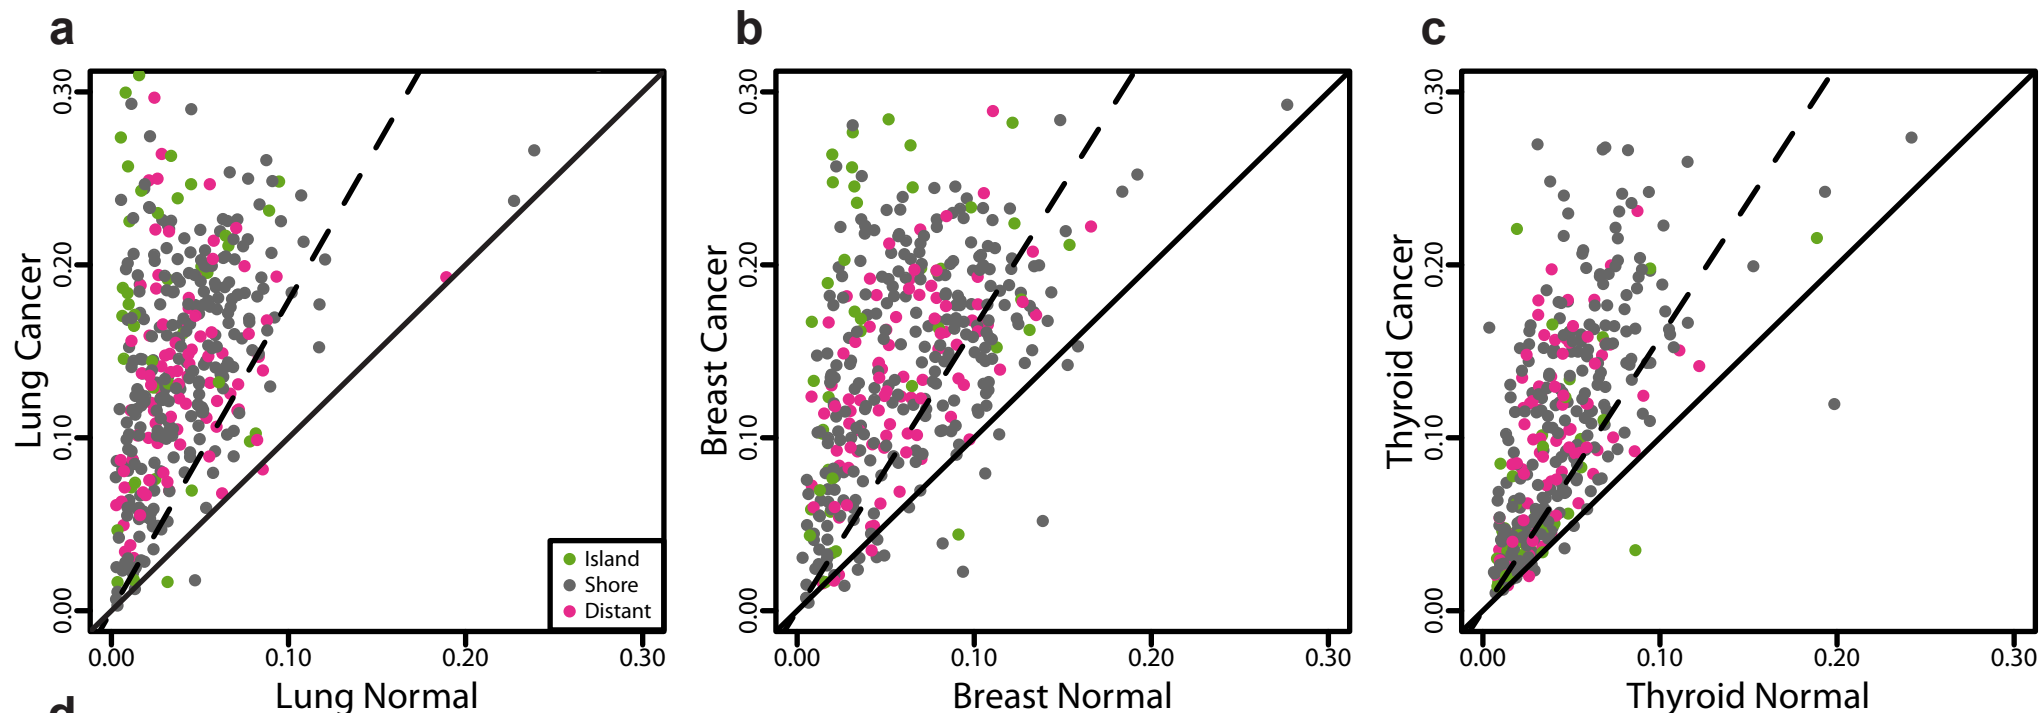 a
b
c
0.30
0.20
0.10
0.00
Lung Cancer
0.00
0.10
0.20
0.30
Lung Normal
Island
Shore
Distant
0.30
0.20
0.10
0.00
Breast Cancer
0.00
0.10
0.20
0.30
Breast Normal
0.30
0.20
0.10
0.00
Thyroid Cancer
0.00
0.10
0.20
0.30
Thyroid Normal
d